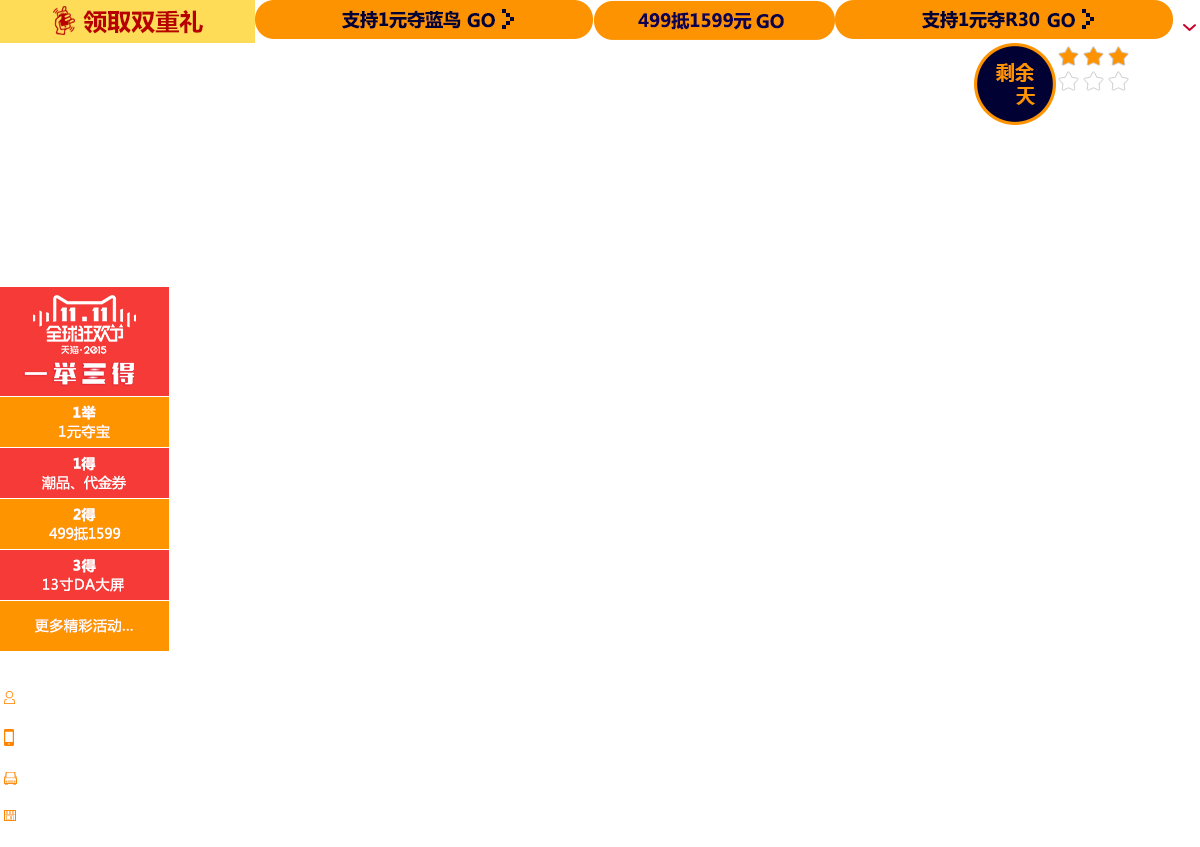 领取双重礼
支持1元夺蓝鸟 GO
499抵1599元 GO
支持1元夺R30 GO
剩余
天
11.11
全球狂欢节
天猫·2015
一举三得
1举
1元夺宝
1得
潮品、代金券
2得
499抵1599
3得
13寸DA大屏
更多精彩活动...